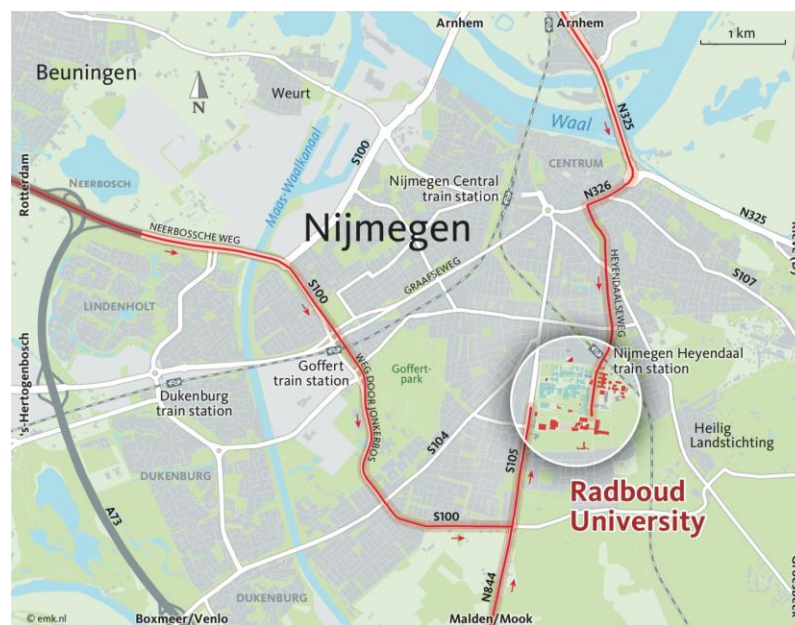 Arnhem
Arnhem
1 km
Beuningen
Weurt
N
S100
N325
Waal
CENTRUM
Maas-Waalkanaal
Nijmegen Central
train station
NEERBOSCH
Rotterdam
N326
N325
Nijmegen
NEERBOSSCHE WEG
HEYENDAALSEWEG
S107
GRAAFSEWEG
S100
LINDENHOLT
Goffert
train station
Goffert-
park
Nijmegen Heyendaal
train station
WEG DOOR JONKERBOS
Dukenburg
train station
's-Hertogenbosch
S104
S105
Heilig
Landstichting
DUKENBURG
Radboud
University
A73
S100
N844
DUKENBURG
© emk.nl
Boxmeer/Venlo
Malden/Mook